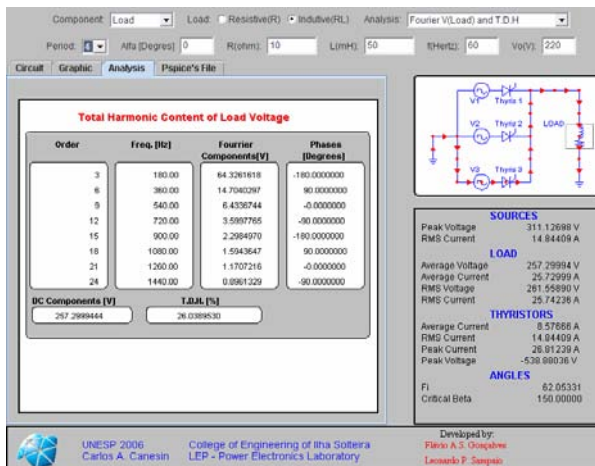 Component: Load Load: Resistive(R) Indutive(RL) Analysis: Fourier V(Load) and T.D.H
Period: 4 Alfa [Degres] 0 R(ohm): 10 L(mH): 50 f(Hertz): 60 Vo(V): 220
Circuit Graphic Analysis Pspice's File
Total Harmonic Content of Load Voltage
Order Freq. [Hz] Fourrier Components[V] Phases [Degrees]
3 180.00 64.3261618 -180.0000000
6 360.00 14.7040297 90.0000000
9 540.00 6.4336744 -0.0000000
12 720.00 3.5997765 -90.0000000
15 900.00 2.2984970 -180.0000000
18 1080.00 1.5943647 90.0000000
21 1260.00 1.1707216 -0.0000000
24 1440.00 0.8961329 -90.0000000
DC Components [V] T.D.H. [%]
257.2999444 26.0389530
V1 Thyris 1
V2 Thyris 2 LOAD
V3 Thyris 3
SOURCES
Peak Voltage 311.12698 V
RMS Current 14.84409 A
LOAD
Average Voltage 257.29994 V
Average Current 25.72999 A
RMS Voltage 261.55890 V
RMS Current 25.74236 A
THYRISTORS
Average Current 8.57666 A
RMS Current 14.84409 A
Peak Current 26.81239 A
Peak Voltage -538.88036 V
ANGLES
Fi 62.05331
Critical Beta 150.00000
UNESP 2006 College of Engineering of Ilha Solteira
Carlos A. Canesin LEP - Power Electronics Laboratory
Developed by:
Flávio A.S. Gonçalves
Leonardo P. Sampaio